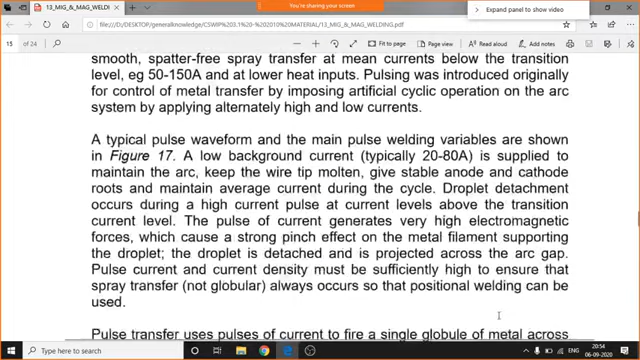 13_MIG_&_MAG_WELDING.pdf
You're sharing your screen
Expand panel to show video
file:///D:/DESKTOP/generalknowledge/CSWIP%203.1%20-%202010%20MATERIAL/13_MIG_&_MAG_WELDING.pdf
15 of 24
Fit to page
Page view
Read aloud
Add notes
smooth, spatter-free spray transfer at mean currents below the transition
level, eg 50-150A and at lower heat inputs. Pulsing was introduced originally
for control of metal transfer by imposing artificial cyclic operation on the arc
system by applying alternately high and low currents.
A typical pulse waveform and the main pulse welding variables are shown
in Figure 17. A low background current (typically 20-80A) is supplied to
maintain the arc, keep the wire tip molten, give stable anode and cathode
roots and maintain average current during the cycle. Droplet detachment
occurs during a high current pulse at current levels above the transition
current level. The pulse of current generates very high electromagnetic
forces, which cause a strong pinch effect on the metal filament supporting
the droplet; the droplet is detached and is projected across the arc gap.
Pulse current and current density must be sufficiently high to ensure that
spray transfer (not globular) always occurs so that positional welding can be
used.
Pulse transfer uses pulses of current to fire a single globule of metal across
Type here to search
20:54
06-09-2020